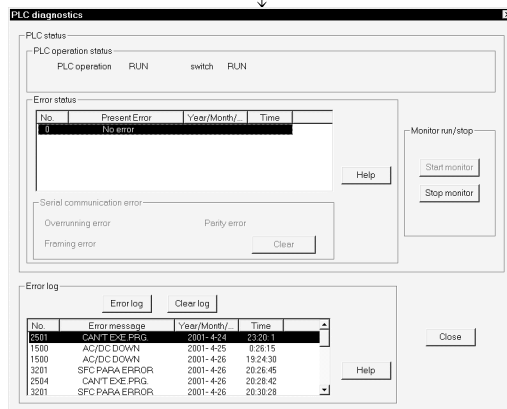 PLC diagnostics
PLC status
PLC operation status
PLC operation RUN switch RUN
Error status
No. Present Error Year/Month/... Time
0 No error
Help
Monitor run/stop
Start monitor
Stop monitor
Serial communication error
Overrunning error Parity error
Framing error Clear
Error log
Error log Clear log
No. Error message Year/Month/... Time
2501 CAN'T EXE.PRG. 2001- 4-24 23:20: 1
1500 AC/DC DOWN 2001- 4-25 0:26:15
1500 AC/DC DOWN 2001- 4-26 19:24:30
3201 SFC PARA ERROR 2001- 4-26 20:26:45
2504 CAN'T EXE.PRG. 2001- 4-26 20:28:42
3201 SFC PARA ERROR 2001- 4-26 20:30:28
Help
Close